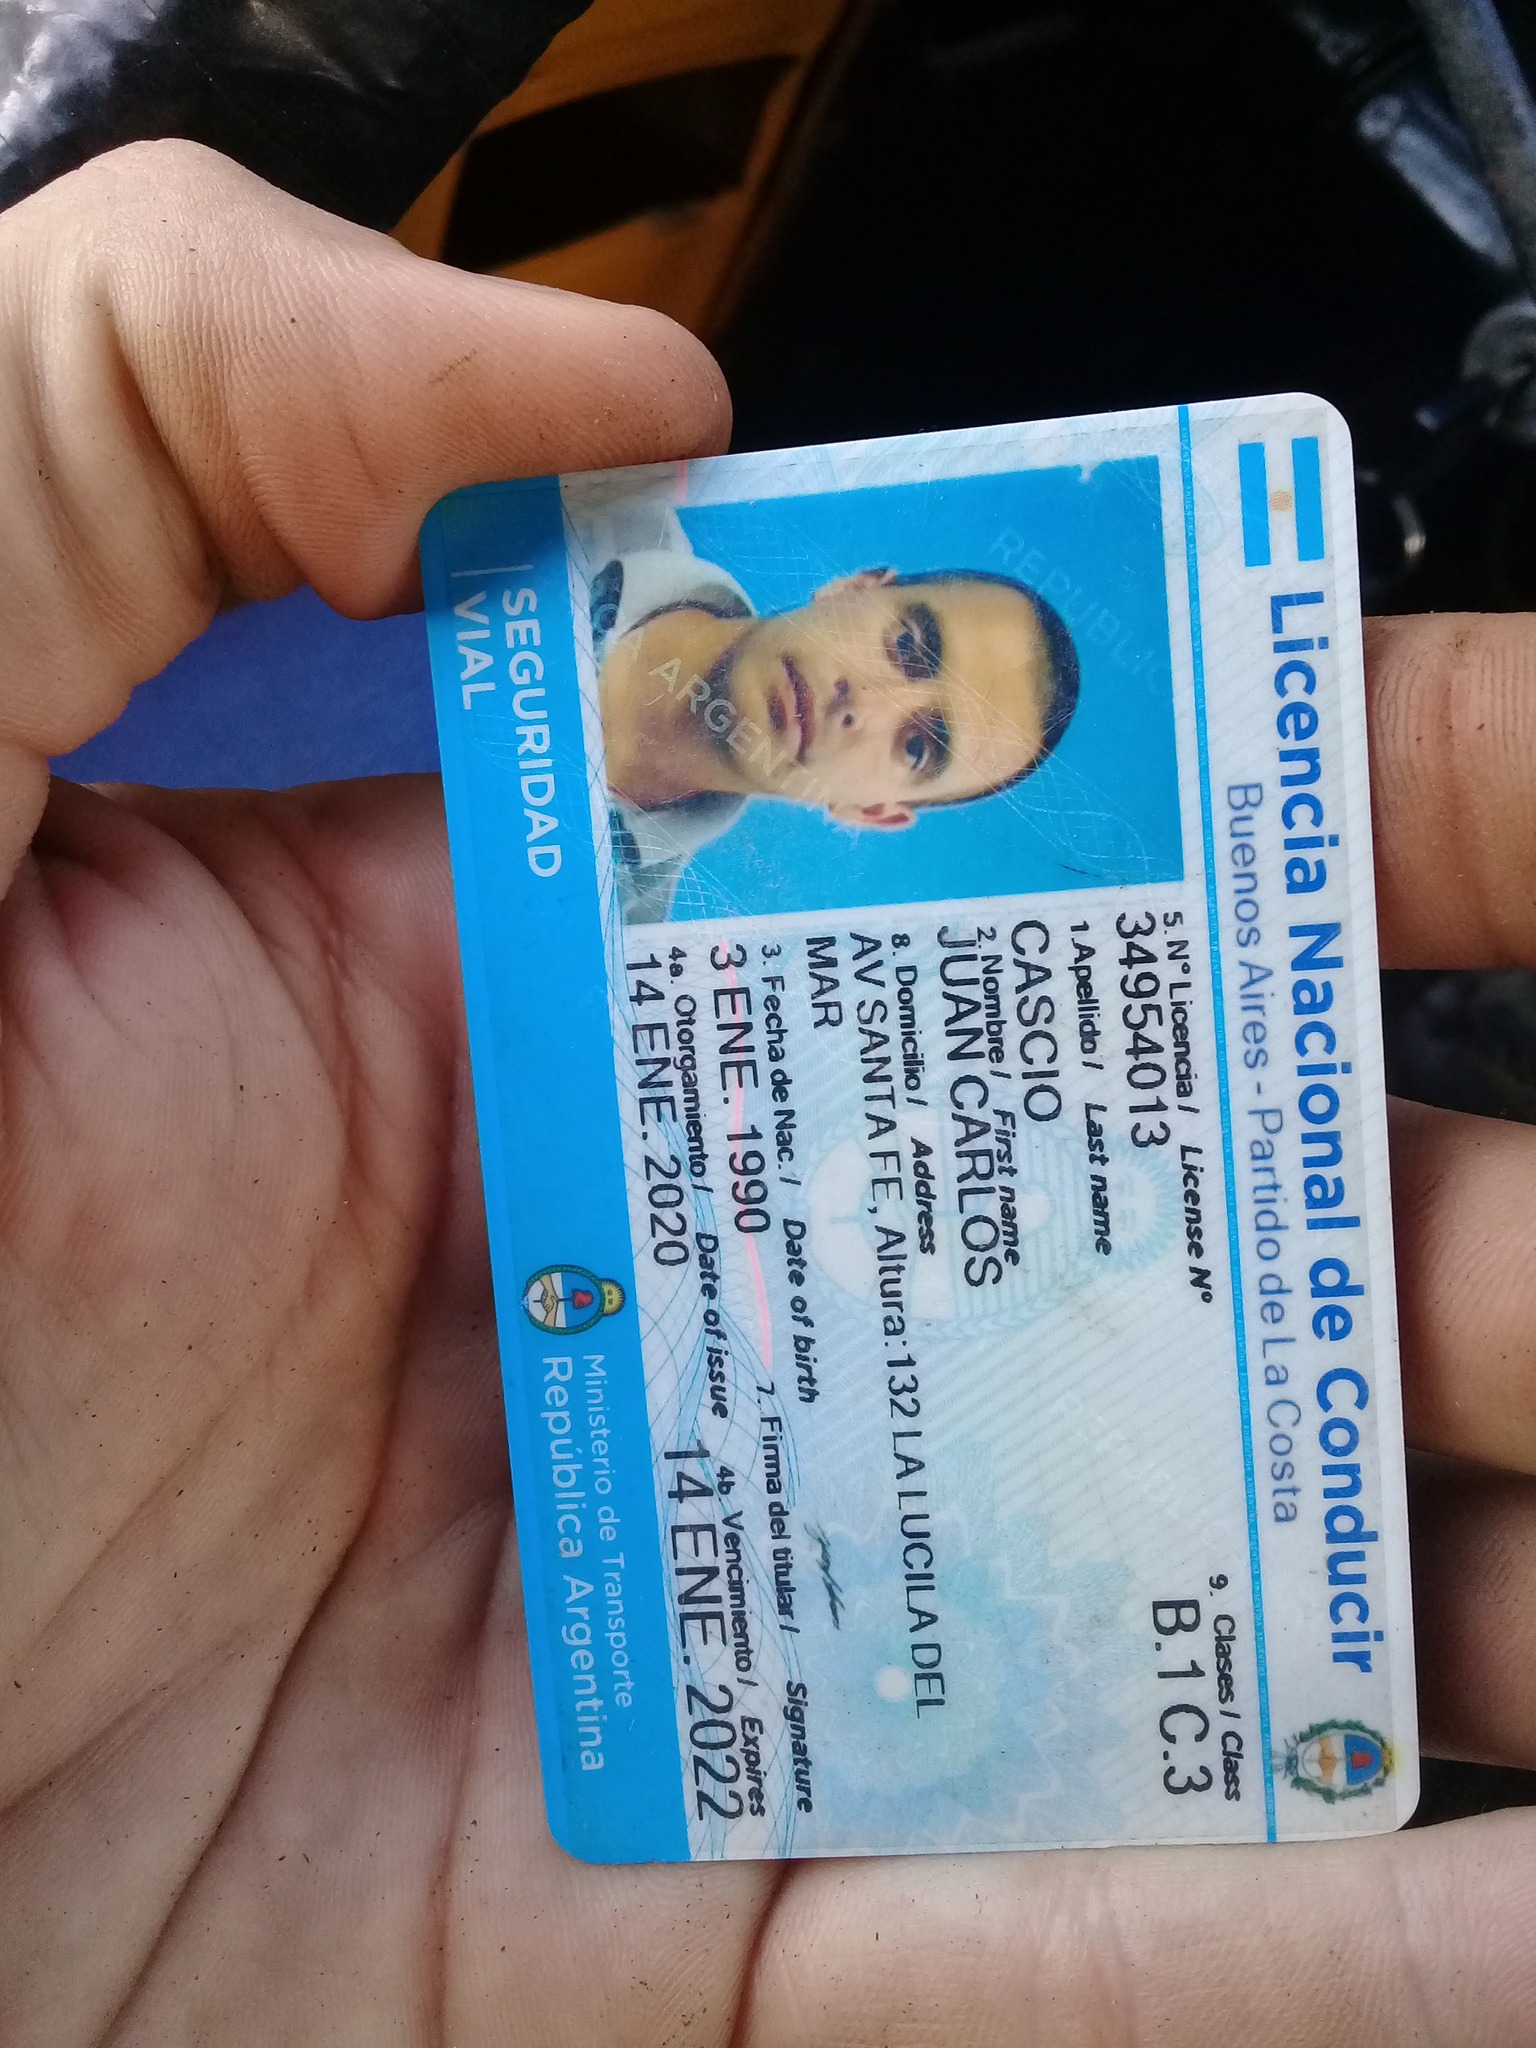 Licencia Nacional de Conducir
Buenos Aires - Partido de La Costa
5. N° Licencia / License N°
34954013
9. Clases / Class
B.1 C.3
1.Apellido / Last name
CASCIO
2.Nombre / First name
JUAN CARLOS
8. Domicilio / Address
AV SANTA FE, Altura:132 LA LUCILA DEL
MAR
3. Fecha de Nac. / Date of birth
3 ENE. 1990
7. Firma del titular / Signature
4a. Otorgamiento / Date of issue
14 ENE. 2020
4b Vencimiento / Expires
14 ENE. 2022
REPUBLICA ARGENTINA
SEGURIDAD
VIAL
Ministerio de Transporte
República Argentina